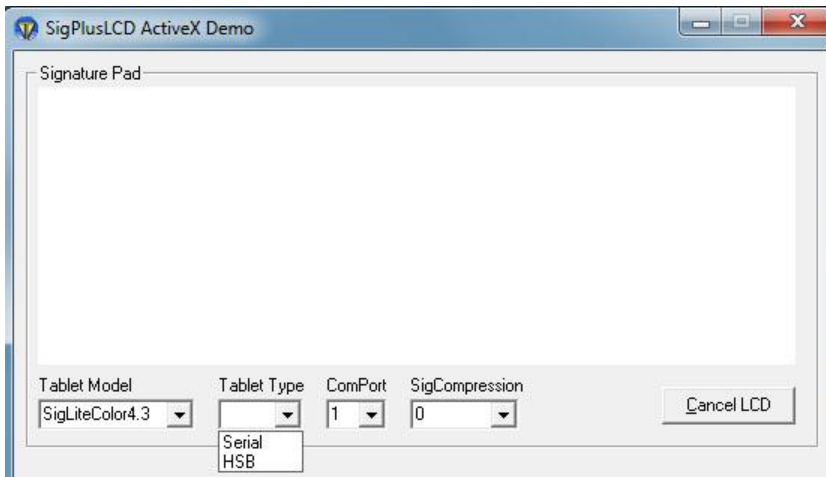 SigPlusLCD ActiveX Demo
Signature Pad
Tablet Model Tablet Type ComPort SigCompression
SigLiteColor4.3 1 0 Cancel LCD
Serial
HSB